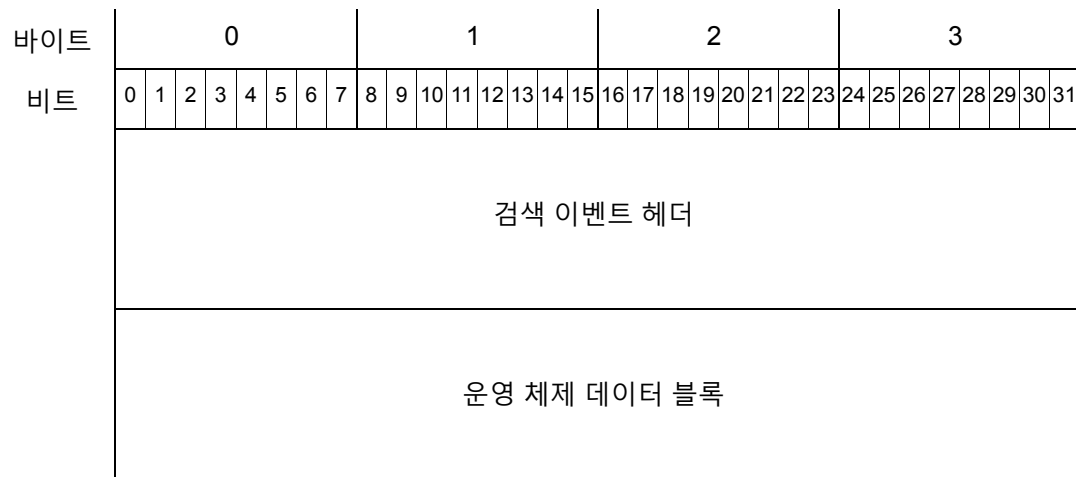 바이트 0 1 2 3
비트 0 1 2 3 4 5 6 7 8 9 10 11 12 13 14 15 16 17 18 19 20 21 22 23 24 25 26 27 28 29 30 31
검색 이벤트 헤더
운영 체제 데이터 블록